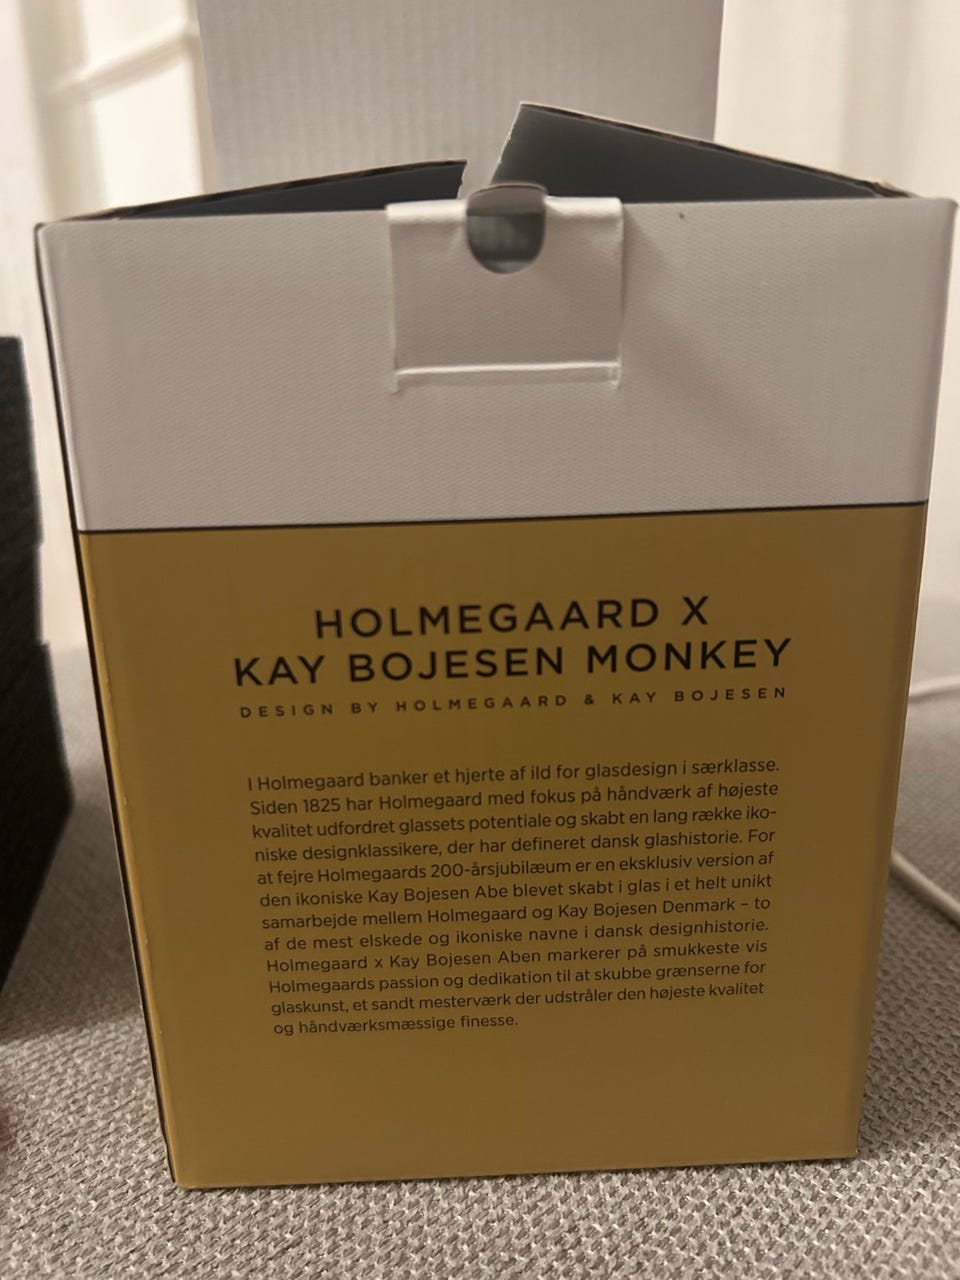 HOLMEGAARD X
KAY BOJESEN MONKEY
DESIGN BY HOLMEGAARD & KAY BOJESEN
I Holmegaard banker et hjerte af ild for glasdesign i særklasse.
Siden 1825 har Holmegaard med fokus på håndværk af højeste
kvalitet udfordret glassets potentiale og skabt en lang række iko-
niske designklassikere, der har defineret dansk glashistorie. For
at fejre Holmegaards 200-årsjubilæum er en eksklusiv version af
den ikoniske Kay Bojesen Abe blevet skabt i glas i et helt unikt
samarbejde mellem Holmegaard og Kay Bojesen Denmark – to
af de mest elskede og ikoniske navne i dansk designhistorie.
Holmegaard x Kay Bojesen Aben markerer på smukkeste vis
Holmegaards passion og dedikation til at skubbe grænserne for
glaskunst, et sandt mesterværk der udstråler den højeste kvalitet
og håndværksmæssige finesse.